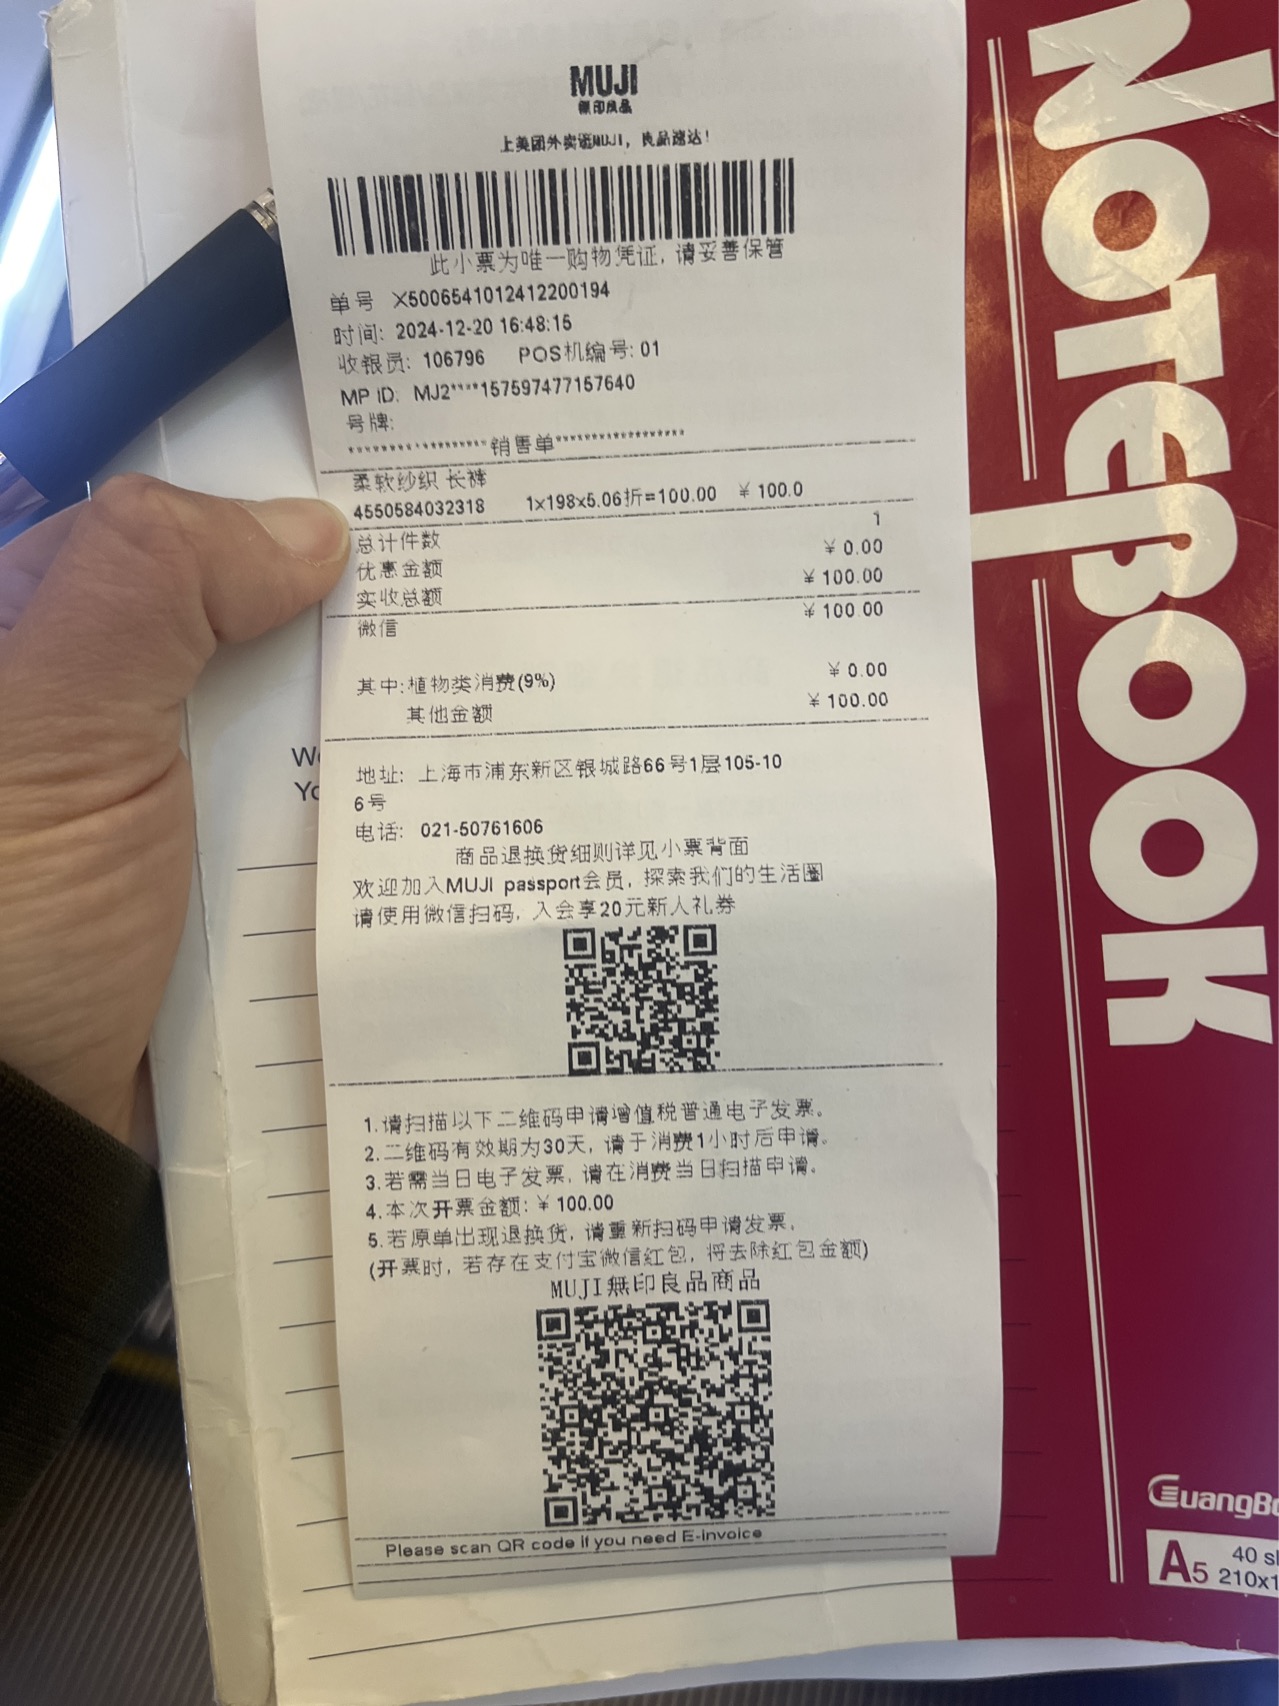 MUJI
無印良品
上美团外卖逛MUJI，良品速达！
此小票为唯一购物凭证，请妥善保管
单号 X5006541012412200194
时间: 2024-12-20 16:48:15
收银员: 106796 POS机编号: 01
MP ID: MJ2****157597477157640
号牌:
销售单
柔软纱织 长裤
4550584032318 1x198x5.06折=100.00 ¥ 100.0
总计件数 1
优惠金额 ¥ 0.00
实收总额 ¥ 100.00
微信 ¥ 100.00
其中:植物类消费(9%) ¥ 0.00
其他金额 ¥ 100.00
地址: 上海市浦东新区银城路66号1层105-10
6号
电话: 021-50761606
商品退换货细则详见小票背面
欢迎加入MUJI passport会员, 探索我们的生活圈
请使用微信扫码, 入会享20元新人礼券
1.请扫描以下二维码申请增值税普通电子发票。
2.二维码有效期为30天, 请于消费1小时后申请。
3.若需当日电子发票, 请在消费当日扫描申请。
4.本次开票金额: ¥ 100.00
5.若原单出现退换货, 请重新扫码申请发票,
(开票时, 若存在支付宝微信红包, 将去除红包金额)
MUJI無印良品商品
Please scan QR code if you need E-invoice
NOTEBOOK
GuangBo
A5
40 s
210x1